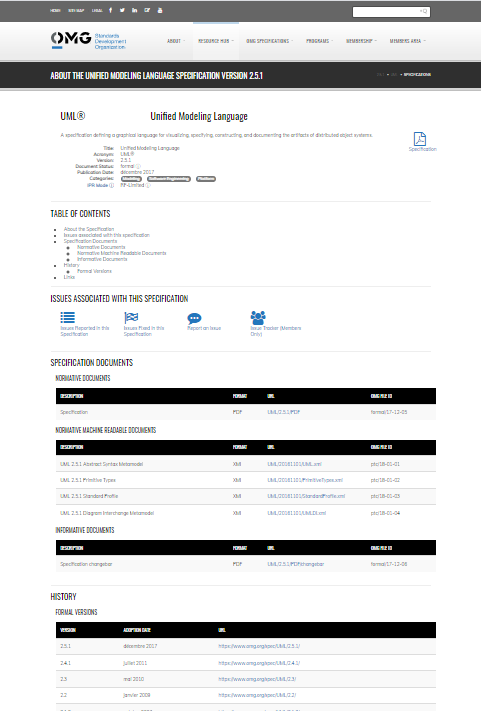 HOME SITE MAP LEGAL
OMG Standards
Development
Organization
ABOUT RESOURCE HUB OMG SPECIFICATIONS PROGRAMS MEMBERSHIP MEMBERS AREA
ABOUT THE UNIFIED MODELING LANGUAGE SPECIFICATION VERSION 2.5.1
SPECIFICATIONS
UML® Unified Modeling Language
A specification defining a graphical language for visualizing, specifying, constructing, and documenting the artifacts of distributed object systems.
Specification
Title: Unified Modeling Language
Acronym: UML®
Version: 2.5.1
Document Status: formal
Publication Date: décembre 2017
Categories: Modeling Software Engineering Platform
IPR Mode RF-Limited
TABLE OF CONTENTS
About the Specification
Issues associated with this specification
Specification Documents
Normative Documents
Normative Machine Readable Documents
Informative Documents
History
Formal Versions
Links
ISSUES ASSOCIATED WITH THIS SPECIFICATION
Issues Reported in this Specification
Issues Fixed in this Specification
Report an Issue
Issue Tracker (Members Only)
SPECIFICATION DOCUMENTS
NORMATIVE DOCUMENTS
DESCRIPTION FORMAT URL OMG FILE ID
Specification PDF UML/2.5.1/PDF formal/17-12-05
NORMATIVE MACHINE READABLE DOCUMENTS
DESCRIPTION FORMAT URL OMG FILE ID
UML 2.5.1 Abstract Syntax Metamodel XMI UML/20161101/UML.xmi ptc/18-01-01
UML 2.5.1 Primitive Types XMI UML/20161101/PrimitiveTypes.xmi ptc/18-01-02
UML 2.5.1 Standard Profile XMI UML/20161101/StandardProfile.xmi ptc/18-01-03
UML 2.5.1 Diagram Interchange Metamodel XMI UML/20161101/UMLDI.xmi ptc/18-01-04
INFORMATIVE DOCUMENTS
DESCRIPTION FORMAT URL OMG FILE ID
Specification changebar PDF UML/2.5.1/PDF/changebar formal/17-12-06
HISTORY
FORMAL VERSIONS
VERSION ADOPTION DATE URL
2.5.1 décembre 2017 https://www.omg.org/spec/UML/2.5.1/
2.4.1 juillet 2011 https://www.omg.org/spec/UML/2.4.1/
2.3 mai 2010 https://www.omg.org/spec/UML/2.3/
2.2 janvier 2009 https://www.omg.org/spec/UML/2.2/